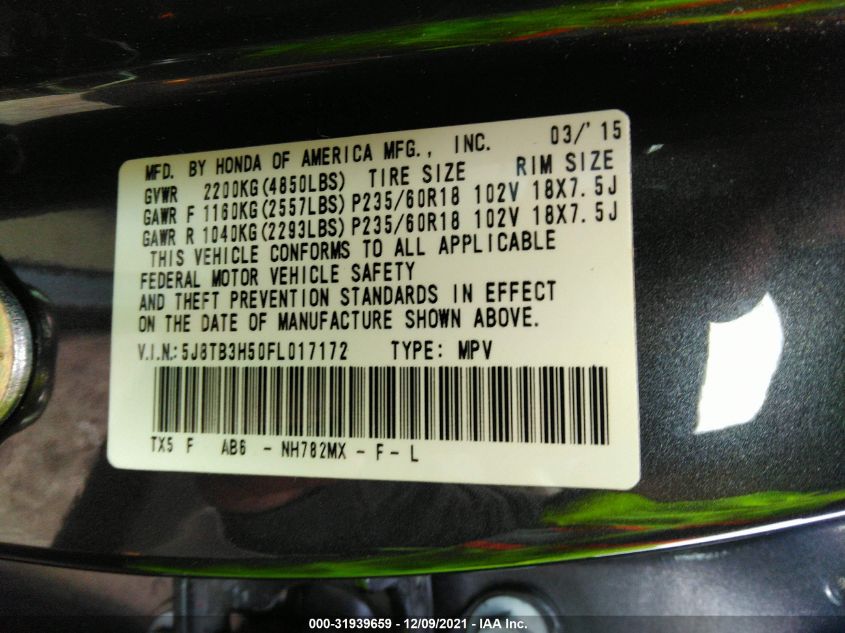 MFD. BY HONDA OF AMERICA MFG., INC. 03/'15
GVWR 2200KG(4850LBS) TIRE SIZE RIM SIZE
GAWR F 1160KG(2557LBS) P235/60R18 102V 18X7.5J
GAWR R 1040KG(2293LBS) P235/60R18 102V 18X7.5J
THIS VEHICLE CONFORMS TO ALL APPLICABLE
FEDERAL MOTOR VEHICLE SAFETY
AND THEFT PREVENTION STANDARDS IN EFFECT
ON THE DATE OF MANUFACTURE SHOWN ABOVE.
V.I.N.: 5J8TB3H50FL017172 TYPE: MPV
TX5 F AB6 - NH782MX - F - L
000-31939659 / 12/09/2021 - IAA Inc.